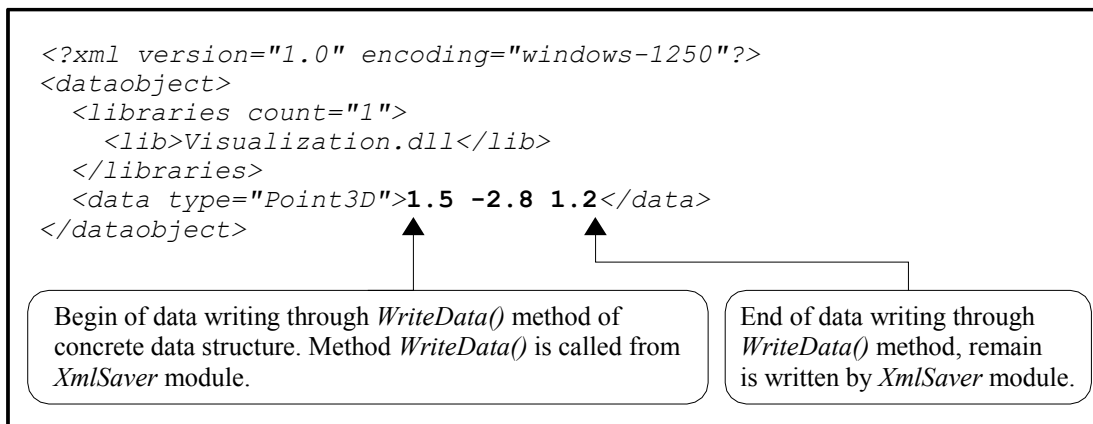 <?xml version="1.0" encoding="windows-1250"?>
<dataobject>
<libraries count="1">
<lib>Visualization.dll</lib>
</libraries>
<data type="Point3D">1.5 -2.8 1.2</data>
</dataobject>
Begin of data writing through WriteData() method of
concrete data structure. Method WriteData() is called from
XmlSaver module.
End of data writing through
WriteData() method, remain
is written by XmlSaver module.